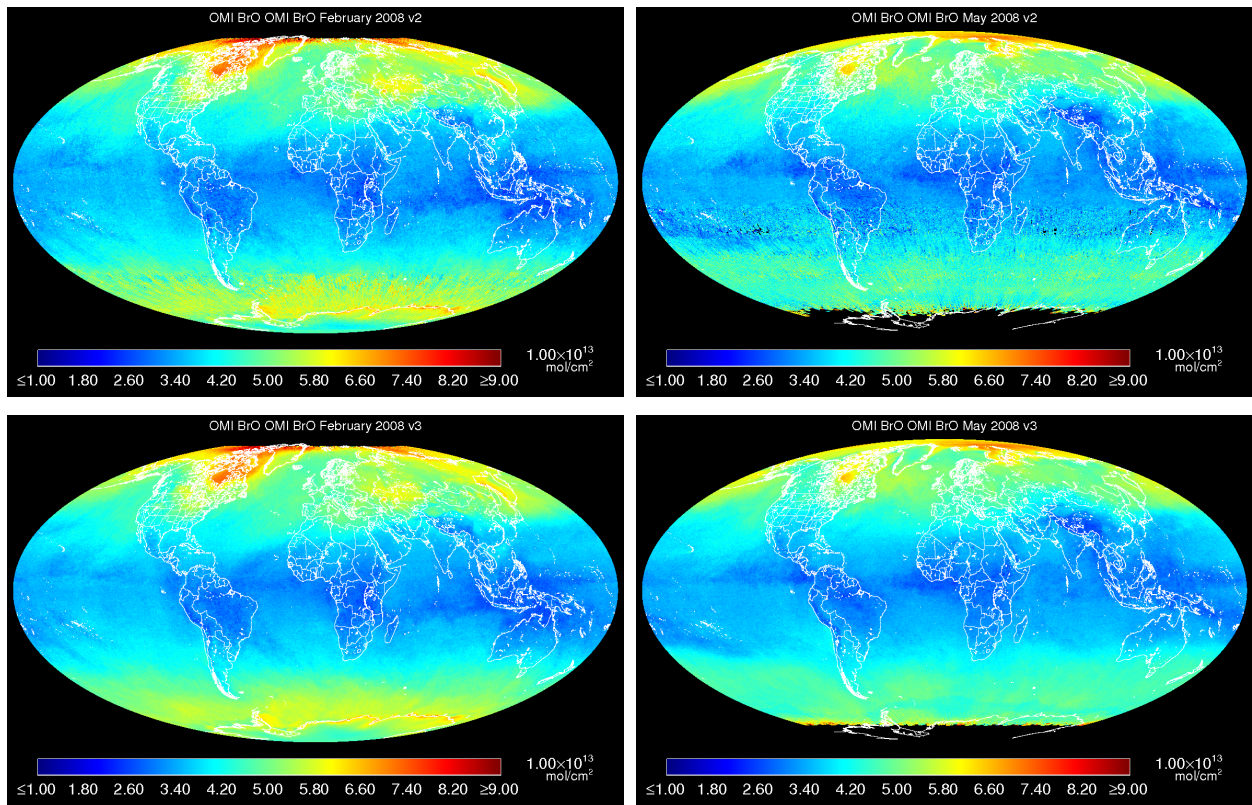 OMI BrO OMI BrO February 2008 v2
≤1.00 1.80 2.60 3.40 4.20 5.00 5.80 6.60 7.40 8.20 ≥9.00
1.00×10¹³
mol/cm²
OMI BrO OMI BrO May 2008 v2
≤1.00 1.80 2.60 3.40 4.20 5.00 5.80 6.60 7.40 8.20 ≥9.00
1.00×10¹³
mol/cm²
OMI BrO OMI BrO February 2008 v3
≤1.00 1.80 2.60 3.40 4.20 5.00 5.80 6.60 7.40 8.20 ≥9.00
1.00×10¹³
mol/cm²
OMI BrO OMI BrO May 2008 v3
≤1.00 1.80 2.60 3.40 4.20 5.00 5.80 6.60 7.40 8.20 ≥9.00
1.00×10¹³
mol/cm²